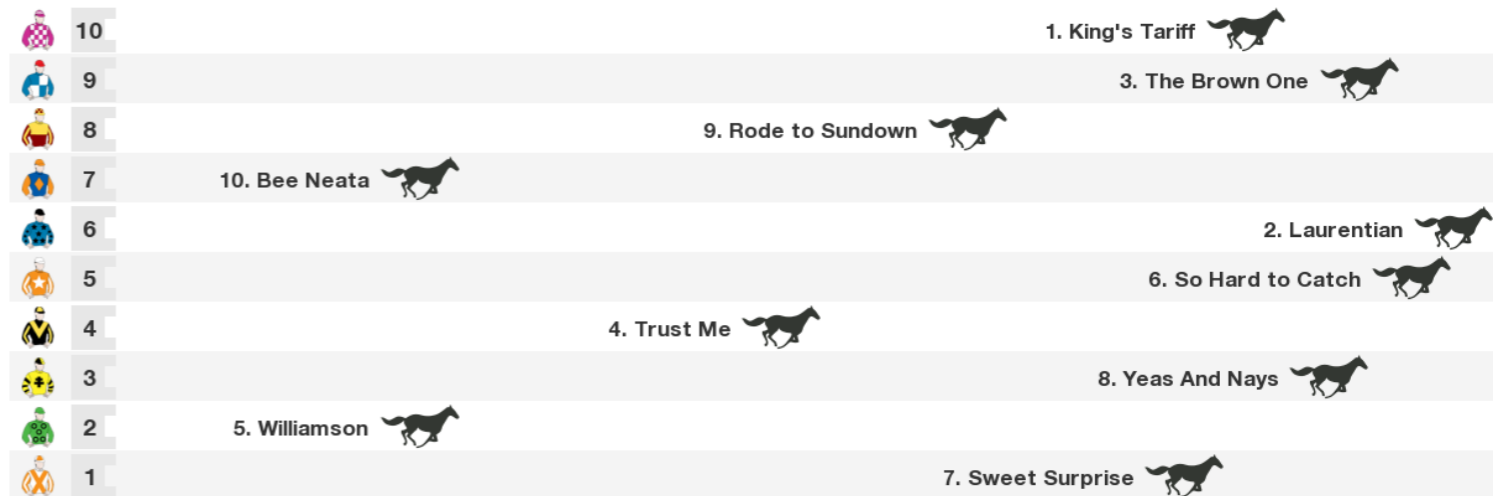 10 1. King's Tariff
9 3. The Brown One
8 9. Rode to Sundown
7 10. Bee Neata
6 2. Laurentian
5 6. So Hard to Catch
4 4. Trust Me
3 8. Yeas And Nays
2 5. Williamson
1 7. Sweet Surprise